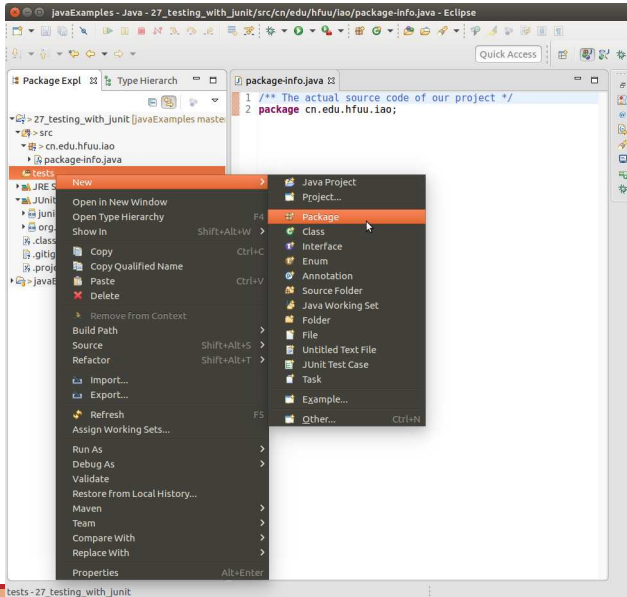 javaExamples - Java - 27_testing_with_junit/src/cn/edu/hfuu/iao/package-info.java - Eclipse
Quick Access
Package Expl
Type Hierarch
package-info.java
> 27_testing_with_junit [javaExamples maste
> src
> cn.edu.hfuu.iao
package-info.java
tests
JRE S
JUnit
juni
org.
.class
.gitig
.proje
> javaE
1 /** The actual source code of our project */
2 package cn.edu.hfuu.iao;
New
Open in New Window
Open Type Hierarchy F4
Show In Shift+Alt+W
Copy Ctrl+C
Copy Qualified Name
Paste Ctrl+V
Delete
Remove from Context
Build Path
Source Shift+Alt+S
Refactor Shift+Alt+T
Import...
Export...
Refresh F5
Assign Working Sets...
Run As
Debug As
Validate
Restore from Local History...
Maven
Team
Compare With
Replace With
Properties Alt+Enter
Java Project
Project...
Package
Class
Interface
Enum
Annotation
Source Folder
Java Working Set
Folder
File
Untitled Text File
JUnit Test Case
Task
Example...
Other... Ctrl+N
tests - 27_testing_with_junit